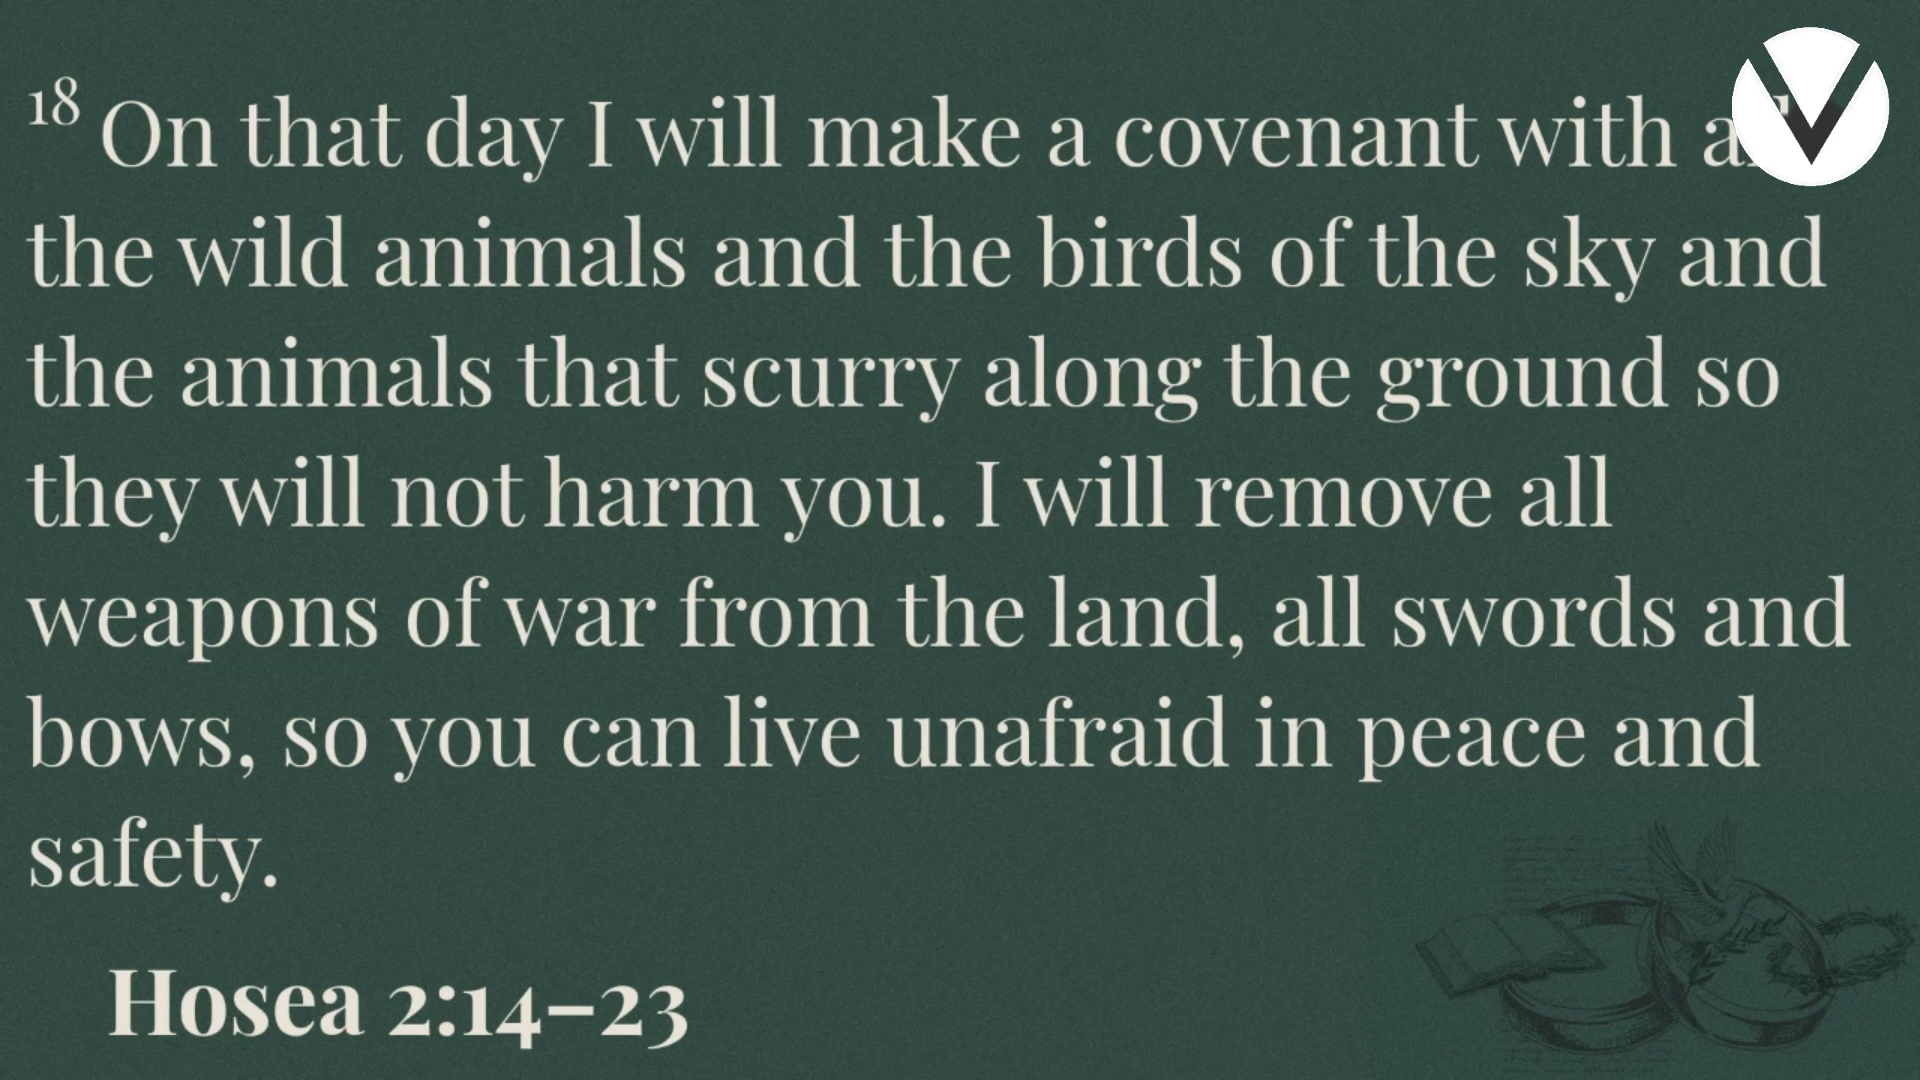 18 On that day I will make a covenant with
the wild animals and the birds of the sky and
the animals that scurry along the ground so
they will not harm you. I will remove all
weapons of war from the land, all swords and
bows, so you can live unafraid in peace and
safety.
Hosea 2:14–23